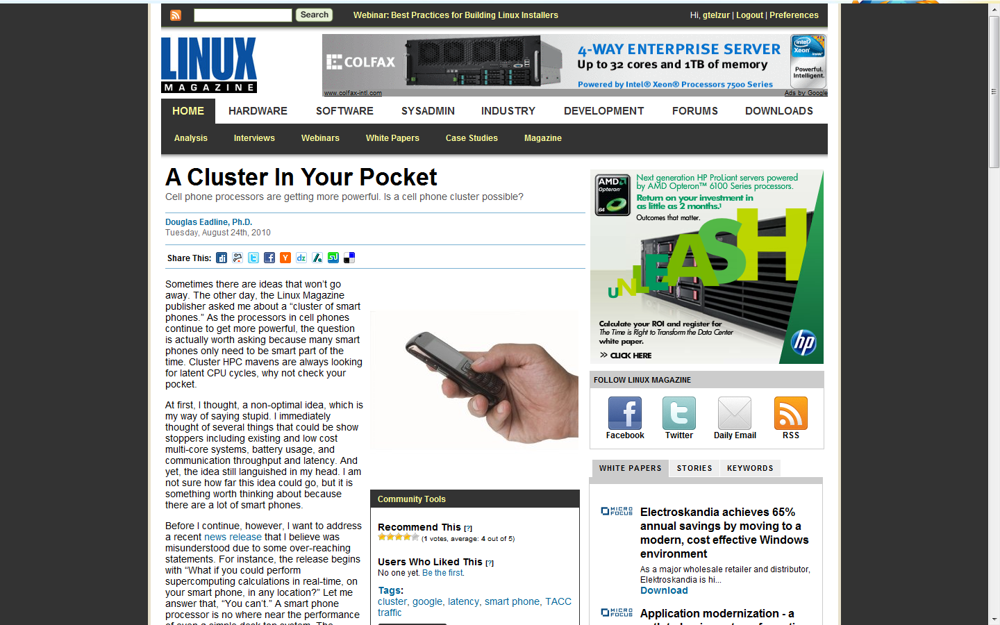 Search
Webinar: Best Practices for Building Linux Installers
Hi, gtelzur | Logout | Preferences
LINUX
MAGAZINE
COLFAX
4-WAY ENTERPRISE SERVER
Up to 32 cores and 1TB of memory
Powered by Intel® Xeon® Processors 7500 Series
intel
Xeon®
inside™
Powerful.
Intelligent.
www.colfax-intl.com
Ads by Google
HOME HARDWARE SOFTWARE SYSADMIN INDUSTRY DEVELOPMENT FORUMS DOWNLOADS
Analysis Interviews Webinars White Papers Case Studies Magazine
A Cluster In Your Pocket
Cell phone processors are getting more powerful. Is a cell phone cluster possible?
Douglas Eadline, Ph.D.
Tuesday, August 24th, 2010
Share This:
Sometimes there are ideas that won’t go
away. The other day, the Linux Magazine
publisher asked me about a “cluster of smart
phones.” As the processors in cell phones
continue to get more powerful, the question
is actually worth asking because many smart
phones only need to be smart part of the
time. Cluster HPC mavens are always looking
for latent CPU cycles, why not check your
pocket.
At first, I thought, a non-optimal idea, which is
my way of saying stupid. I immediately
thought of several things that could be show
stoppers including existing and low cost
multi-core systems, battery usage, and
communication throughput and latency. And
yet, the idea still languished in my head. I am
not sure how far this idea could go, but it is
something worth thinking about because
there are a lot of smart phones.
Before I continue, however, I want to address
a recent news release that I believe was
misunderstood due to some over-reaching
statements. For instance, the release begins
with “What if you could perform
supercomputing calculations in real-time, on
your smart phone, in any location?” Let me
answer that, “You can’t.” A smart phone
processor is no where near the performance
of even a simple desk top system. The
Community Tools
Recommend This [?]
(1 votes, average: 4 out of 5)
Users Who Liked This [?]
No one yet. Be the first.
Tags:
cluster, google, latency, smart phone, TACC
traffic
AMD
Opteron™
64
Next generation HP ProLiant servers powered
by AMD Opteron™ 6100 Series processors.
Return on your investment in
as little as 2 months.¹
Outcomes that matter.
UNLEASH
Calculate your ROI and register for
The Time is Right to Transform the Data Center
white paper.
>> CLICK HERE
hp
FOLLOW LINUX MAGAZINE
Facebook Twitter Daily Email RSS
WHITE PAPERS STORIES KEYWORDS
MICRO
FOCUS
Electroskandia achieves 65%
annual savings by moving to a
modern, cost effective Windows
environment
As a major wholesale retailer and distributor,
Elektroskandia is hi...
Download
MICRO
FOCUS
Application modernization - a